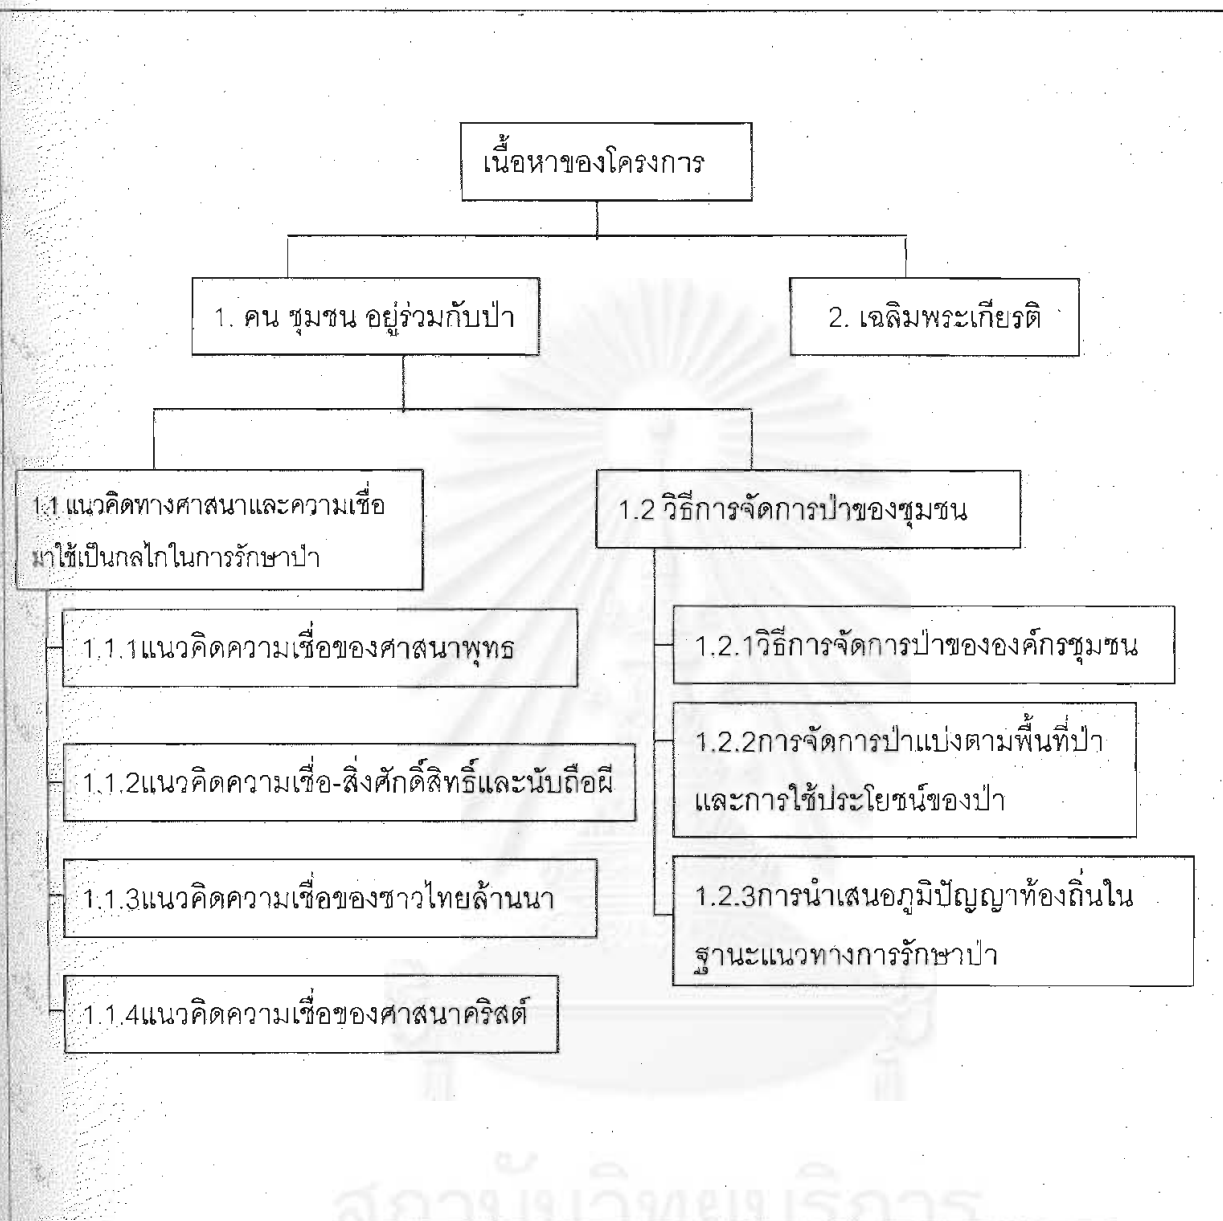 เนื้อหาของโครงการ
1. คน ชุมชน อยู่ร่วมกับป่า
2. เฉลิมพระเกียรติ
1.1 แนวคิดทางศาสนาและความเชื่อ
มาใช้เป็นกลไกในการรักษาป่า
1.1.1แนวคิดความเชื่อของศาสนาพุทธ
1.1.2แนวคิดความเชื่อ-สิ่งศักดิ์สิทธิ์และนับถือผี
1.1.3แนวคิดความเชื่อของชาวไทยล้านนา
1.1.4แนวคิดความเชื่อของศาสนาคริสต์
1.2 วิธีการจัดการป่าของชุมชน
1.2.1วิธีการจัดการป่าขององค์กรชุมชน
1.2.2การจัดการป่าแบ่งตามพื้นที่ป่า
และการใช้ประโยชน์ของป่า
1.2.3การนำเสนอภูมิปัญญาท้องถิ่นใน
ฐานะแนวทางการรักษาป่า
สถาบันวิทยบริการ